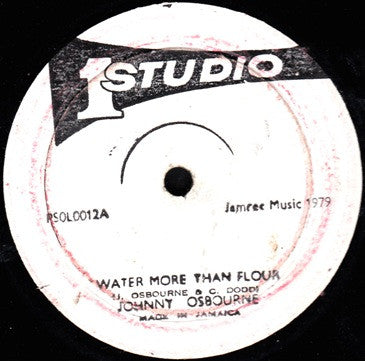 1 STUDIO
PSOL0012A
Jamrec Music 1979
WATER MORE THAN FLOUR
(J. OSBOURNE & C. DODD)
JOHNNY OSBOURNE
MADE IN JAMAICA